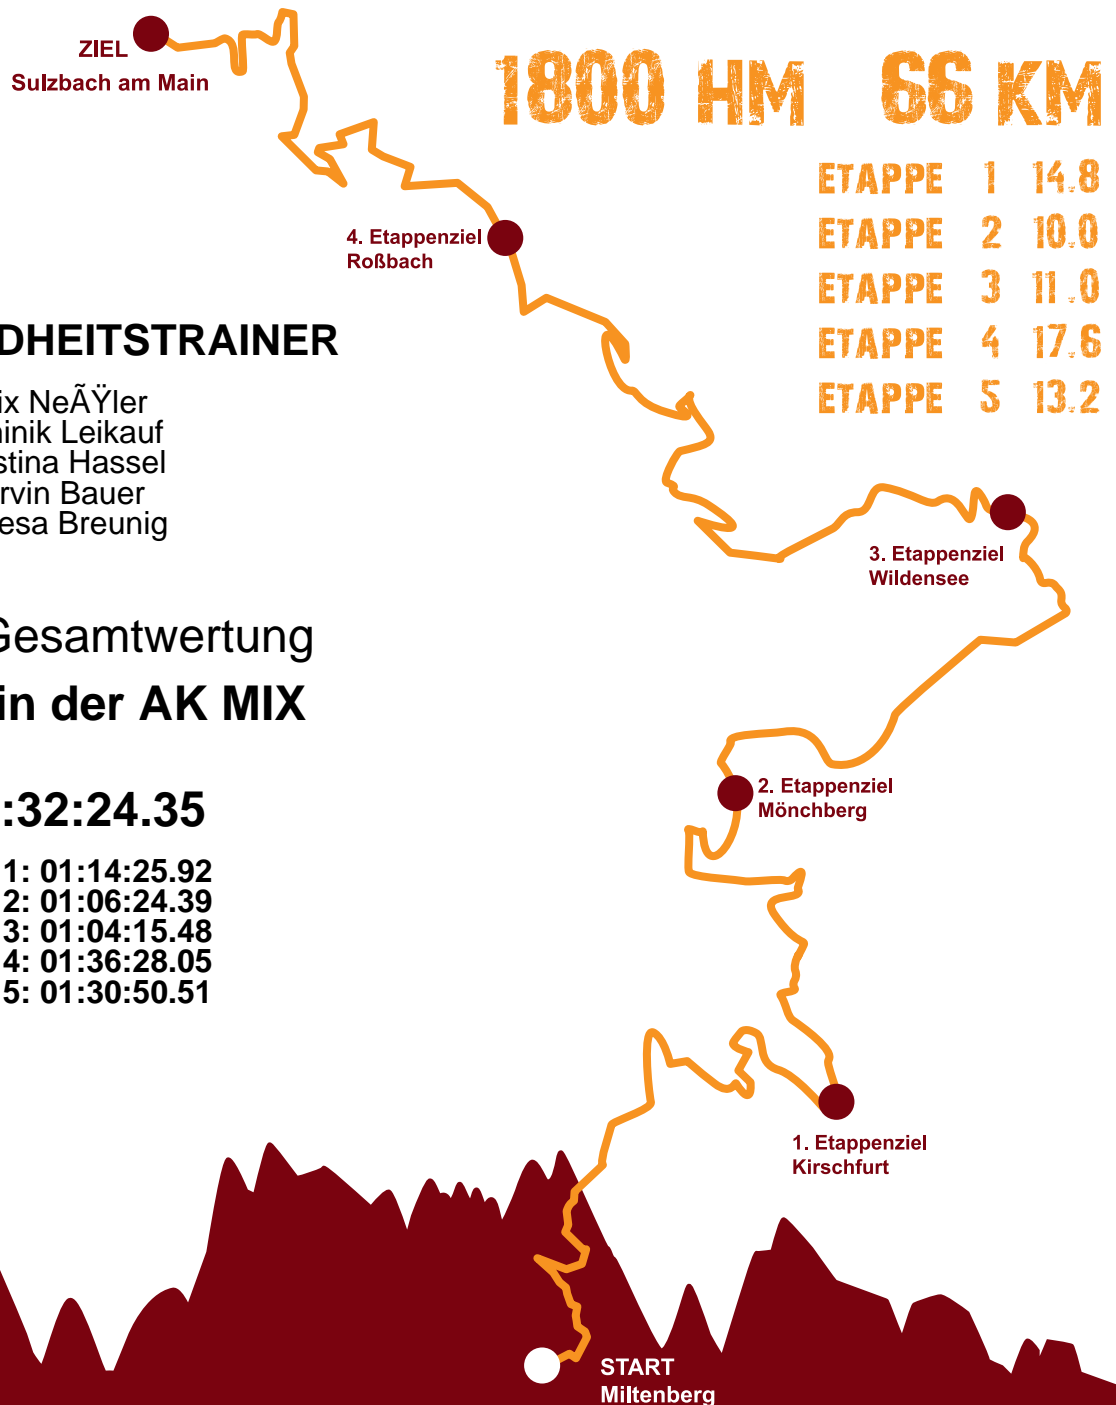 ZIEL
Sulzbach am Main
1800 HM 66 KM
ETAPPE 1 14.8
ETAPPE 2 10.0
ETAPPE 3 11.0
ETAPPE 4 17.6
ETAPPE 5 13.2
4. Etappenziel
Roßbach
DHEITSTRAINER
ix NeÃŸler
inik Leikauf
stina Hassel
rvin Bauer
esa Breunig
3. Etappenziel
Wildensee
Gesamtwertung
in der AK MIX
2. Etappenziel
Mönchberg
:32:24.35
1: 01:14:25.92
2: 01:06:24.39
3: 01:04:15.48
4: 01:36:28.05
5: 01:30:50.51
1. Etappenziel
Kirschfurt
START
Miltenberg